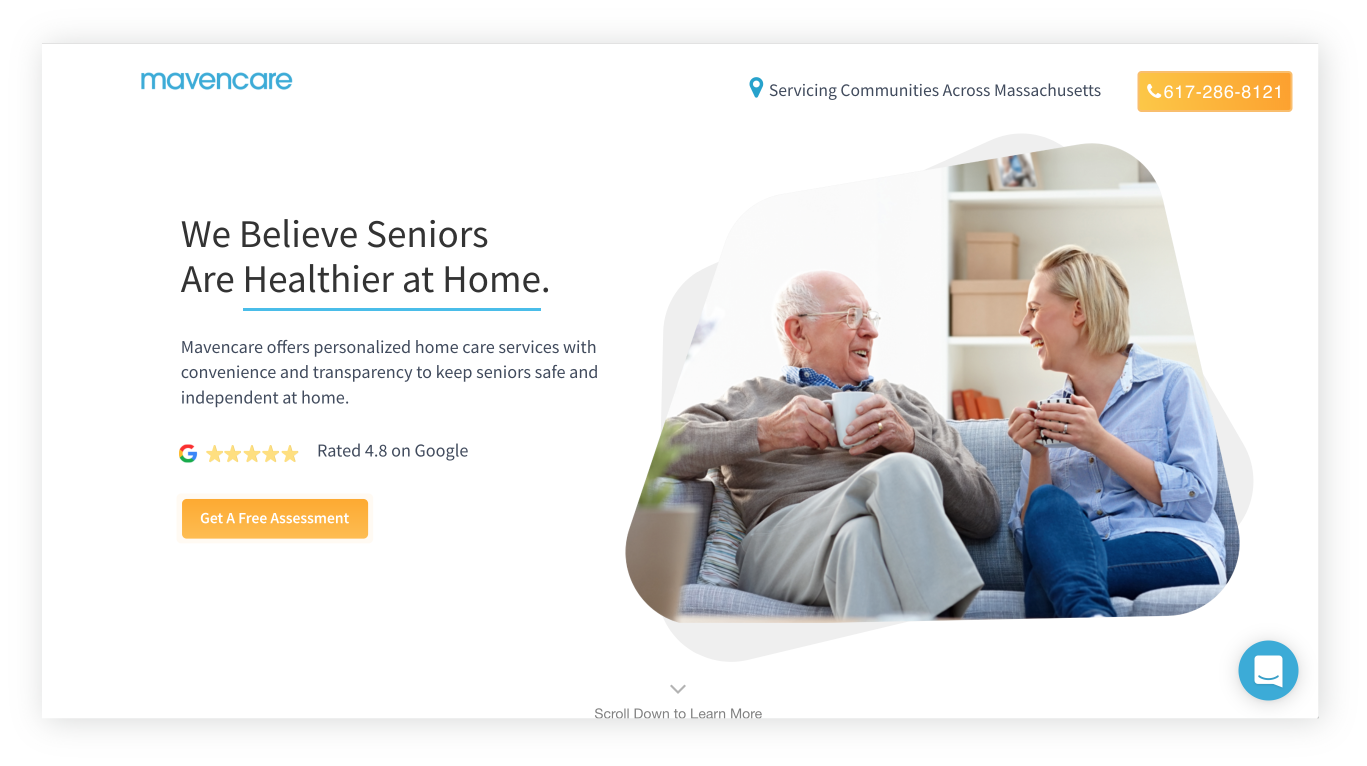 mavencare
Servicing Communities Across Massachusetts
617-286-8121
We Believe Seniors
Are Healthier at Home.
Mavencare offers personalized home care services with
convenience and transparency to keep seniors safe and
independent at home.
Rated 4.8 on Google
Get A Free Assessment
Scroll Down to Learn More